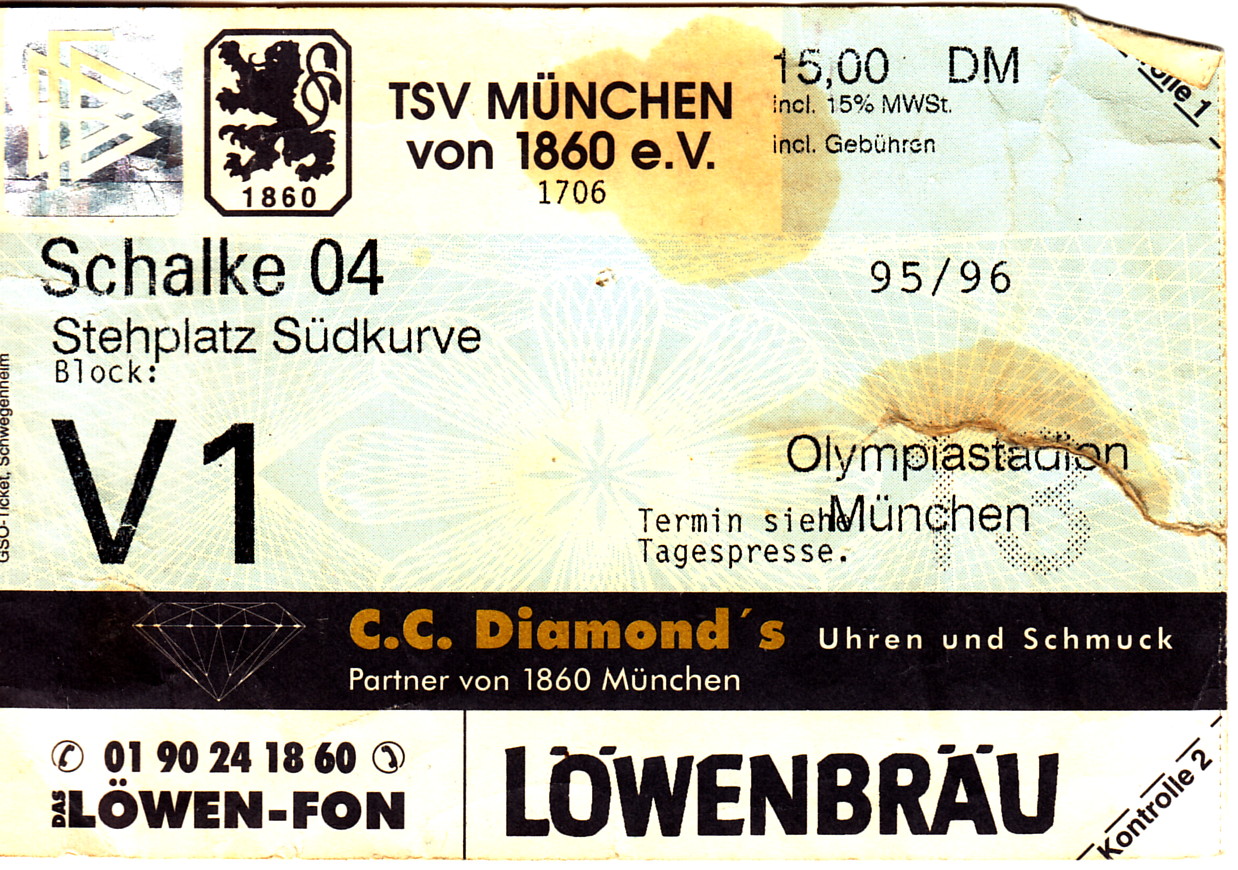 1860
TSV MÜNCHEN
von 1860 e.V.
1706
15,00 DM
incl. 15% MWSt.
incl. Gebühren
olle 1
Schalke 04
95/96
Stehplatz Südkurve
Block:
V1
Olympiastadion
München
13
Termin siehe
Tagespresse.
GSO-Ticket, Schwegenheim
C.C. Diamond´s Uhren und Schmuck
Partner von 1860 München
01 90 24 18 60
DAS LÖWEN-FON
LÖWENBRÄU
Kontrolle 2